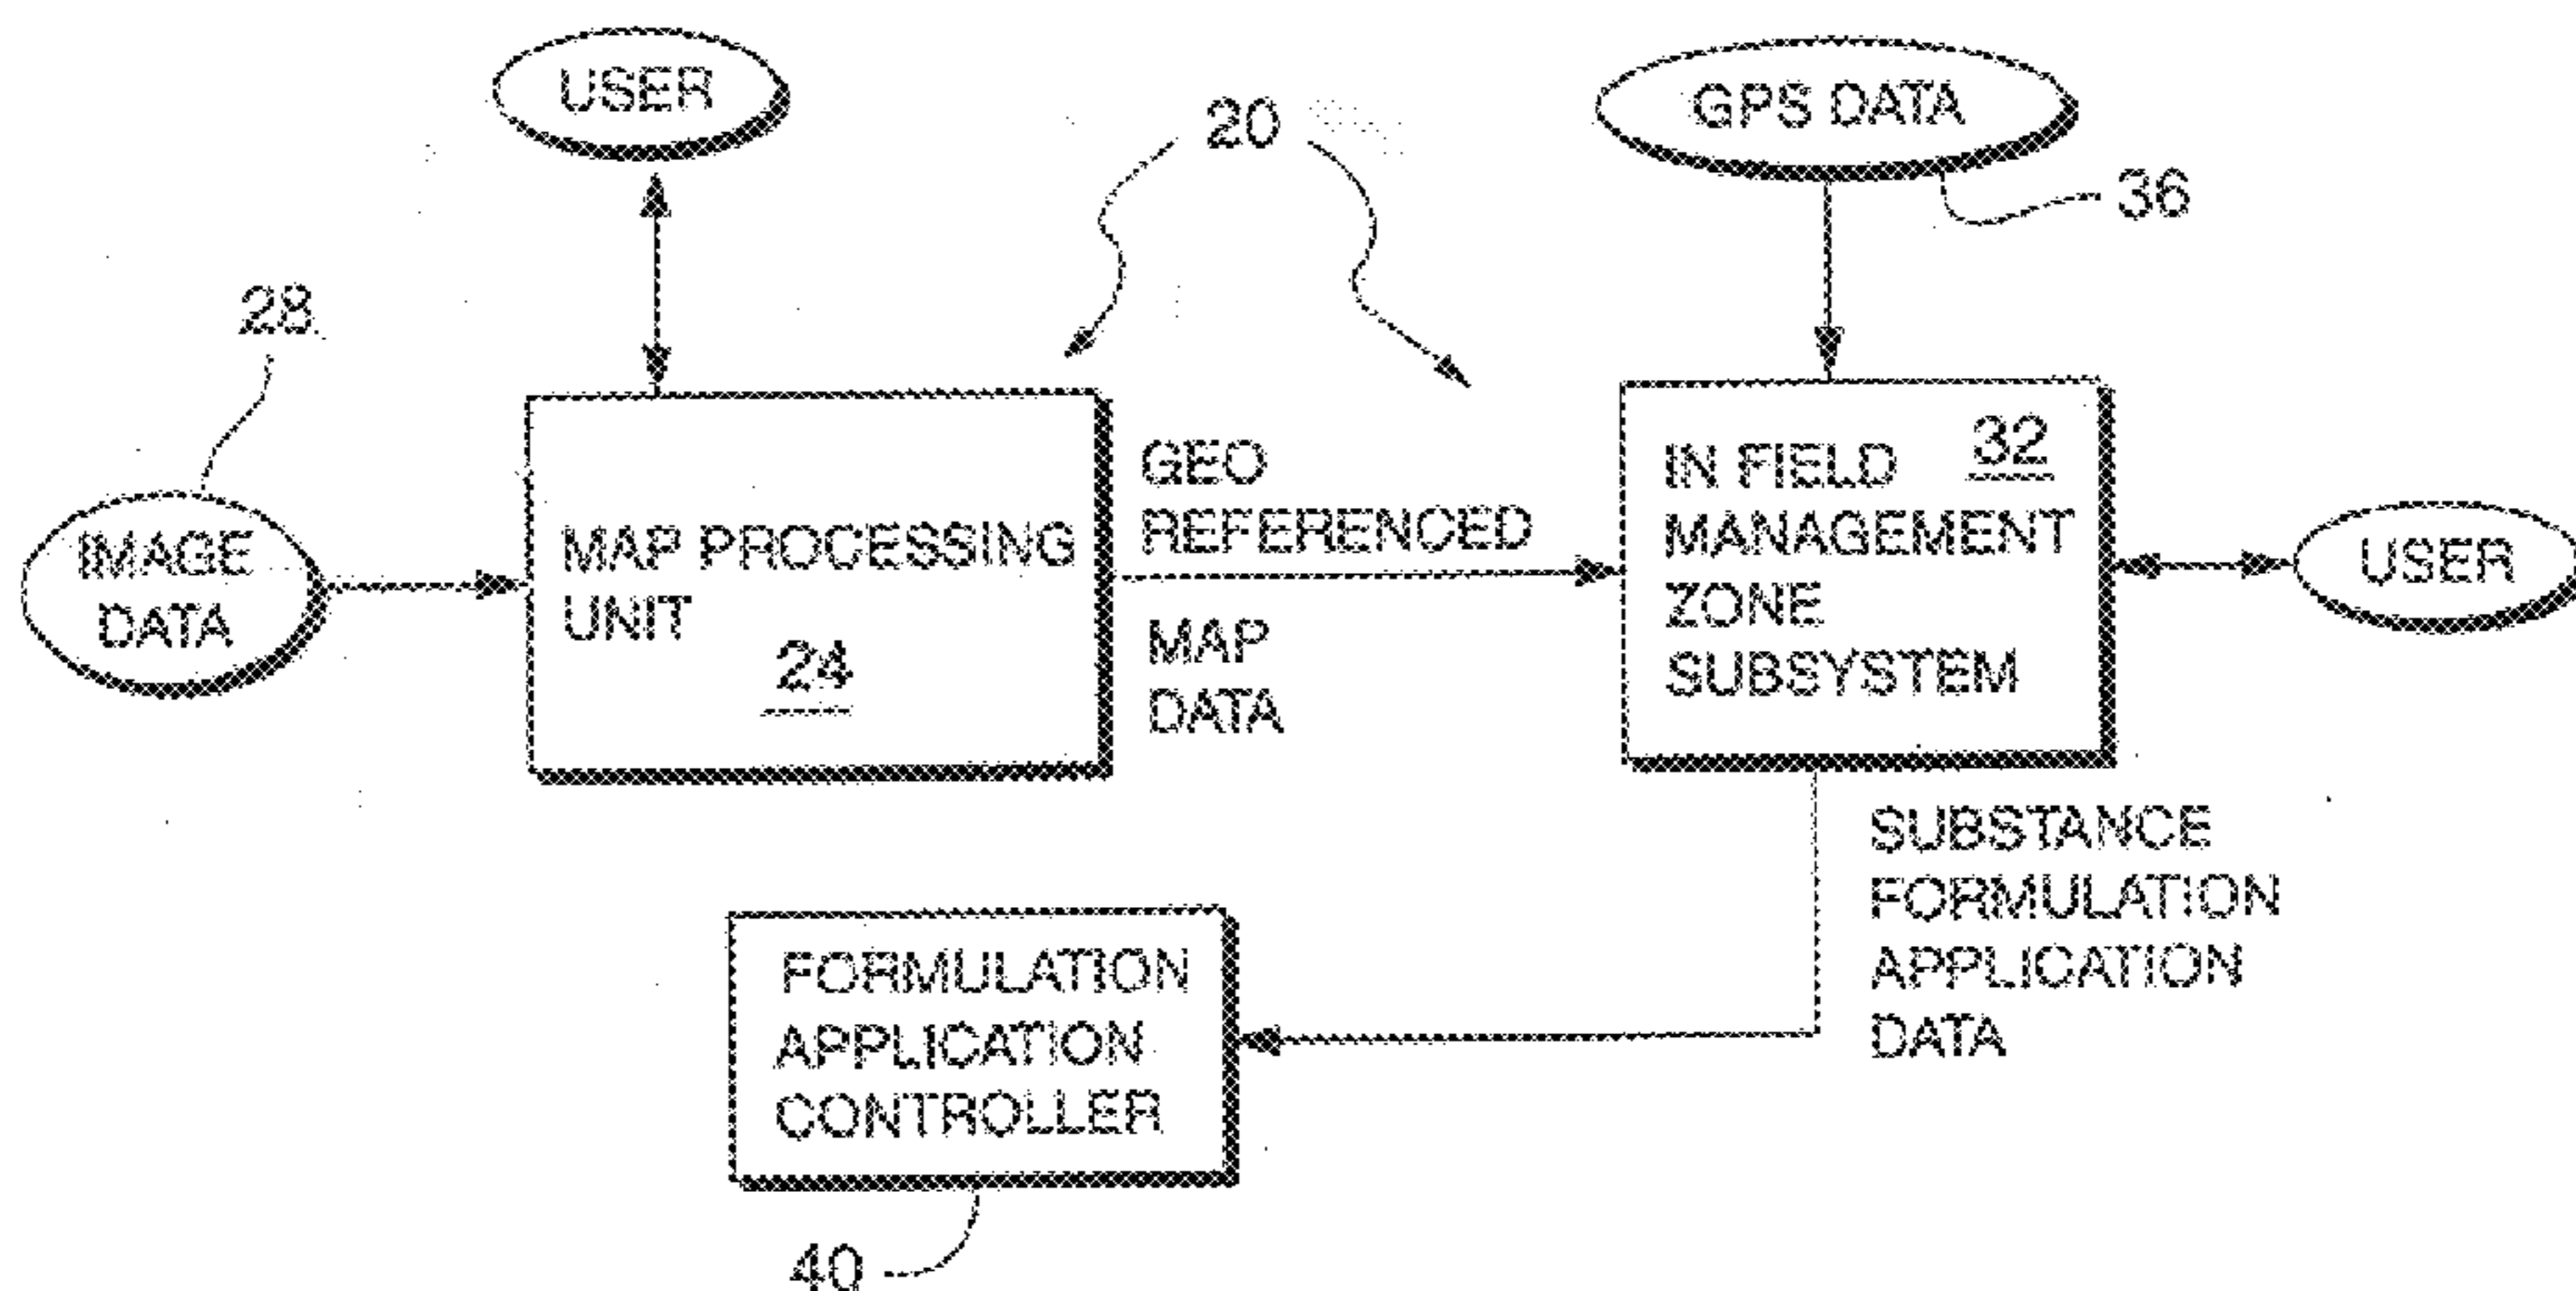 USER
GPS DATA
20
36
28
IMAGE
DATA
MAP PROCESSING
UNIT
24
GEO
REFERENCED
MAP
DATA
IN FIELD 32
MANAGEMENT
ZONE
SUBSYSTEM
USER
SUBSTANCE
FORMULATION
APPLICATION
DATA
FORMULATION
APPLICATION
CONTROLLER
40